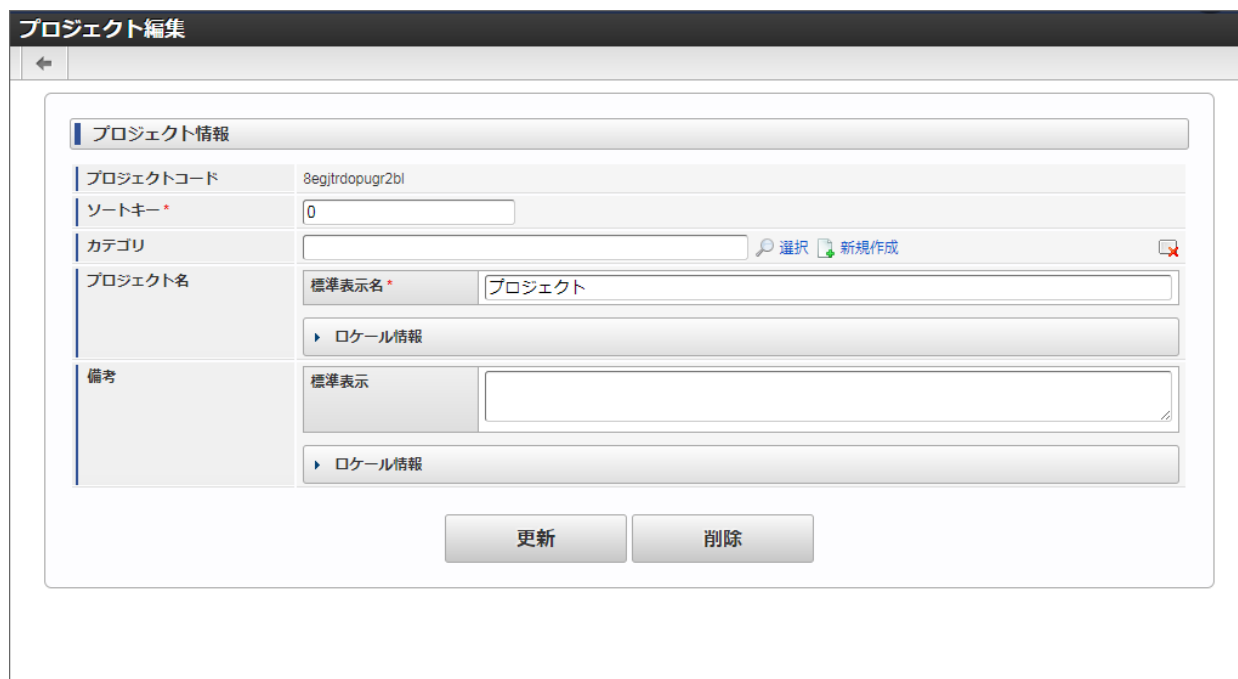 プロジェクト編集
プロジェクト情報
プロジェクトコード 8egjtrdopugr2bl
ソートキー* 0
カテゴリ 選択 新規作成
プロジェクト名 標準表示名* プロジェクト
ロケール情報
備考 標準表示
ロケール情報
更新 削除